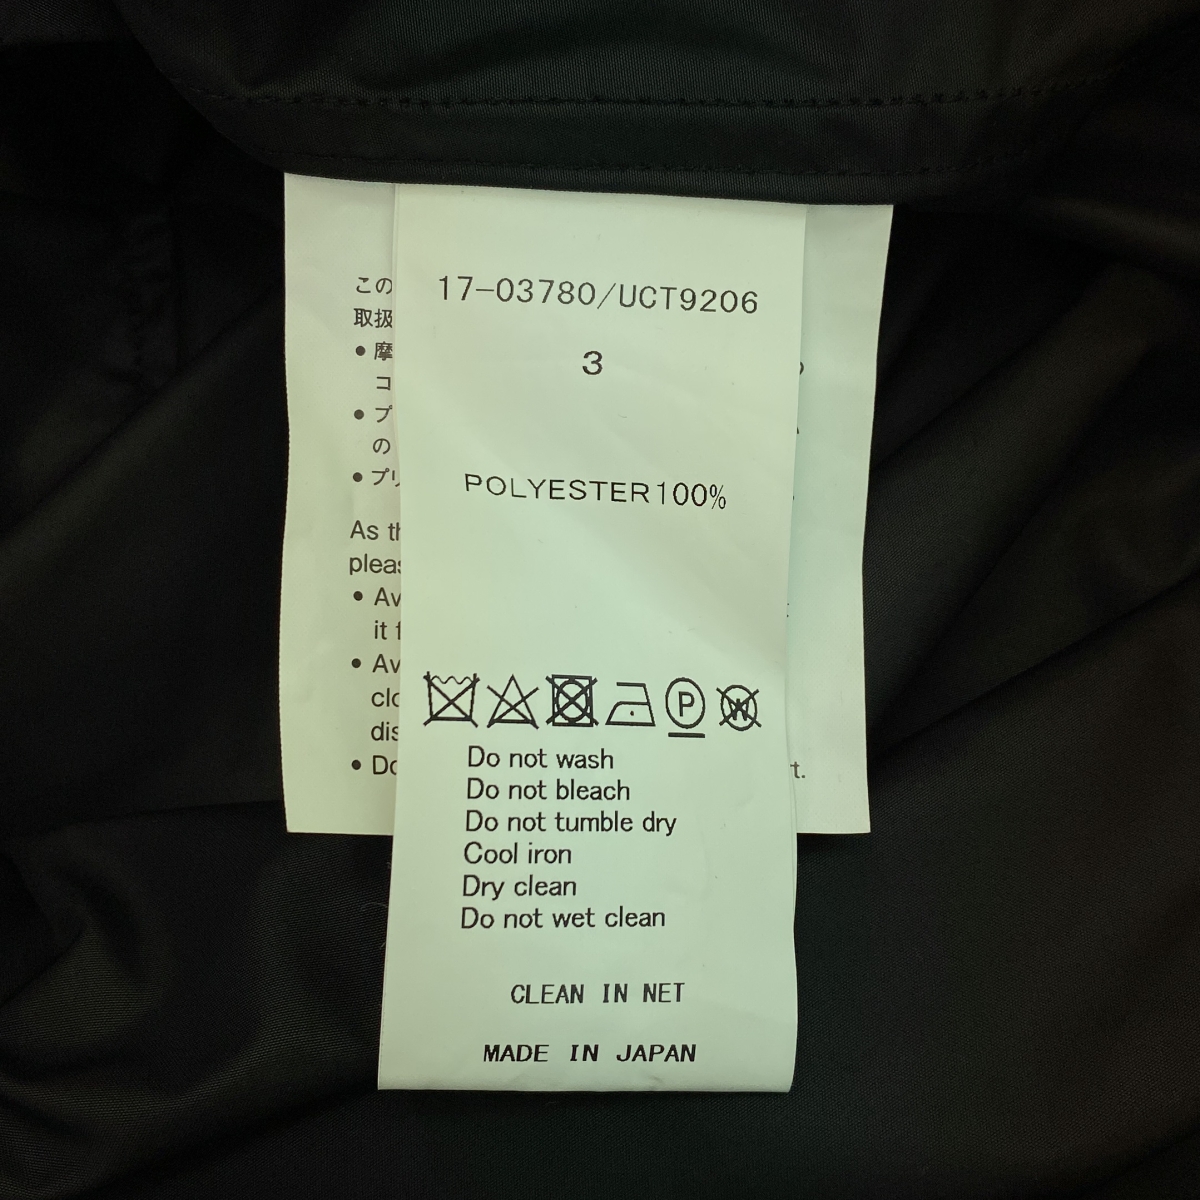 17-03780/UCT9206
3
POLYESTER100%
P W
Do not wash
Do not bleach
Do not tumble dry
Cool iron
Dry clean
Do not wet clean
CLEAN IN NET
MADE IN JAPAN
この
取扱
• 摩
コ
• プ
の
• プリ
As th
pleas
• Av
it f
• Av
clo
dis
• Do
t.